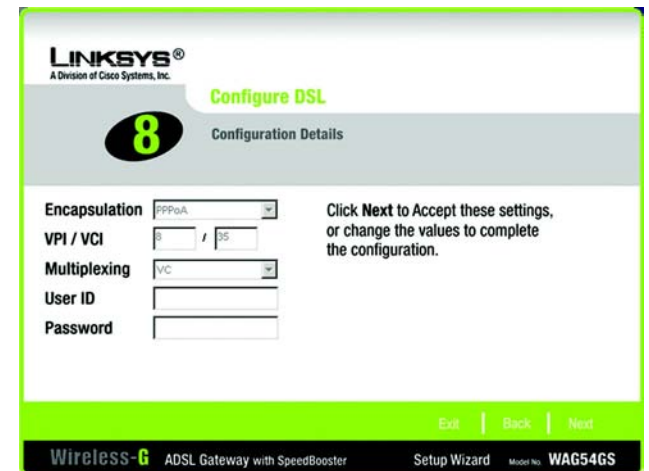 LINKSYS®
A Division of Cisco Systems, Inc.
Configure DSL
8
Configuration Details
Encapsulation PPPoA
VPI / VCI 8 / 35
Multiplexing VC
User ID
Password
Click Next to Accept these settings,
or change the values to complete
the configuration.
Exit Back Next
Wireless-G ADSL Gateway with SpeedBooster Setup Wizard Model No. WAG54GS